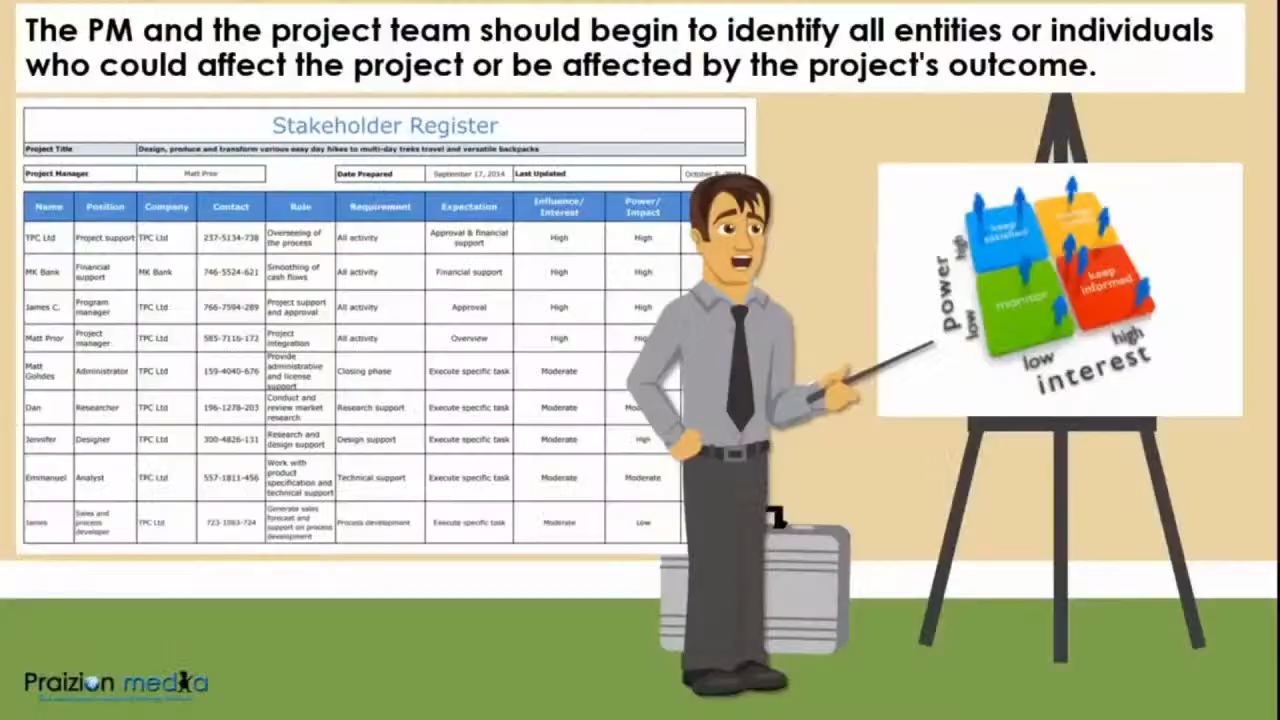 The PM and the project team should begin to identify all entities or individuals
who could affect the project or be affected by the project's outcome.
Stakeholder Register
Project Title Design, produce and transform various easy day hikes to multi-day treks travel and versatile backpacks
Project Manager Matt Prior Date Prepared September 17, 2014 Last Updated October
Name Position Company Contact Role Requirement Expectation Influence/ Interest Power/ Impact
TPC Ltd Project support TPC Ltd 237-5134-738 Overseeing of the process All activity Approval & financial support High High
MK Bank Financial support MK Bank 746-5524-621 Smoothing of cash flows All activity Financial support High High
James C. Program manager TPC Ltd 766-7594-289 Project support and approval All activity Approval High High
Matt Prior Project manager TPC Ltd 585-7116-172 Project integration All activity Overview High
Matt Gohdes Administrator TPC Ltd 159-4040-676 Provide administrative and license support Closing phase Execute specific task Moderate
Dan Researcher TPC Ltd 196-1278-203 Conduct and review market research Research support Execute specific task Moderate
Jennifer Designer TPC Ltd 300-4826-131 Research and design support Design support Execute specific task Moderate High
Emmanuel Analyst TPC Ltd 557-1811-456 Work with product specification and technical support Technical support Execute specific task Moderate Moderate
James Sales and process developer TPC Ltd Generate sales forecast and support on process development Process development Execute specific task Moderate Low
keep satisfied
monitor
keep informed
power
high
low
low
high
interest
Praizion media